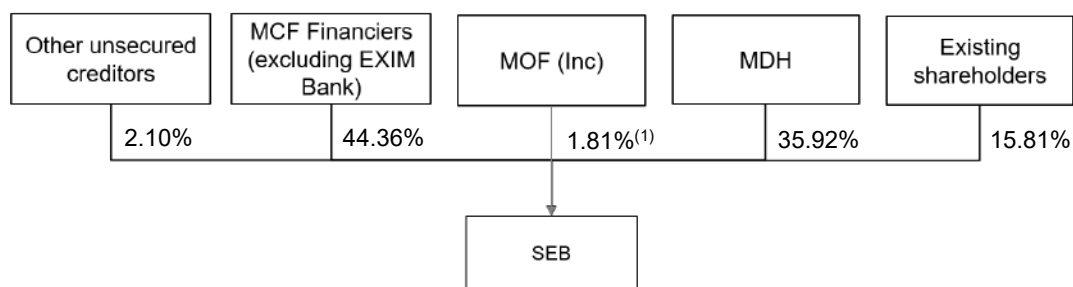 Other unsecured
creditors
MCF Financiers
(excluding EXIM
Bank)
MOF (Inc)
MDH
Existing
shareholders
2.10%
44.36%
1.81%(1)
35.92%
15.81%
SEB